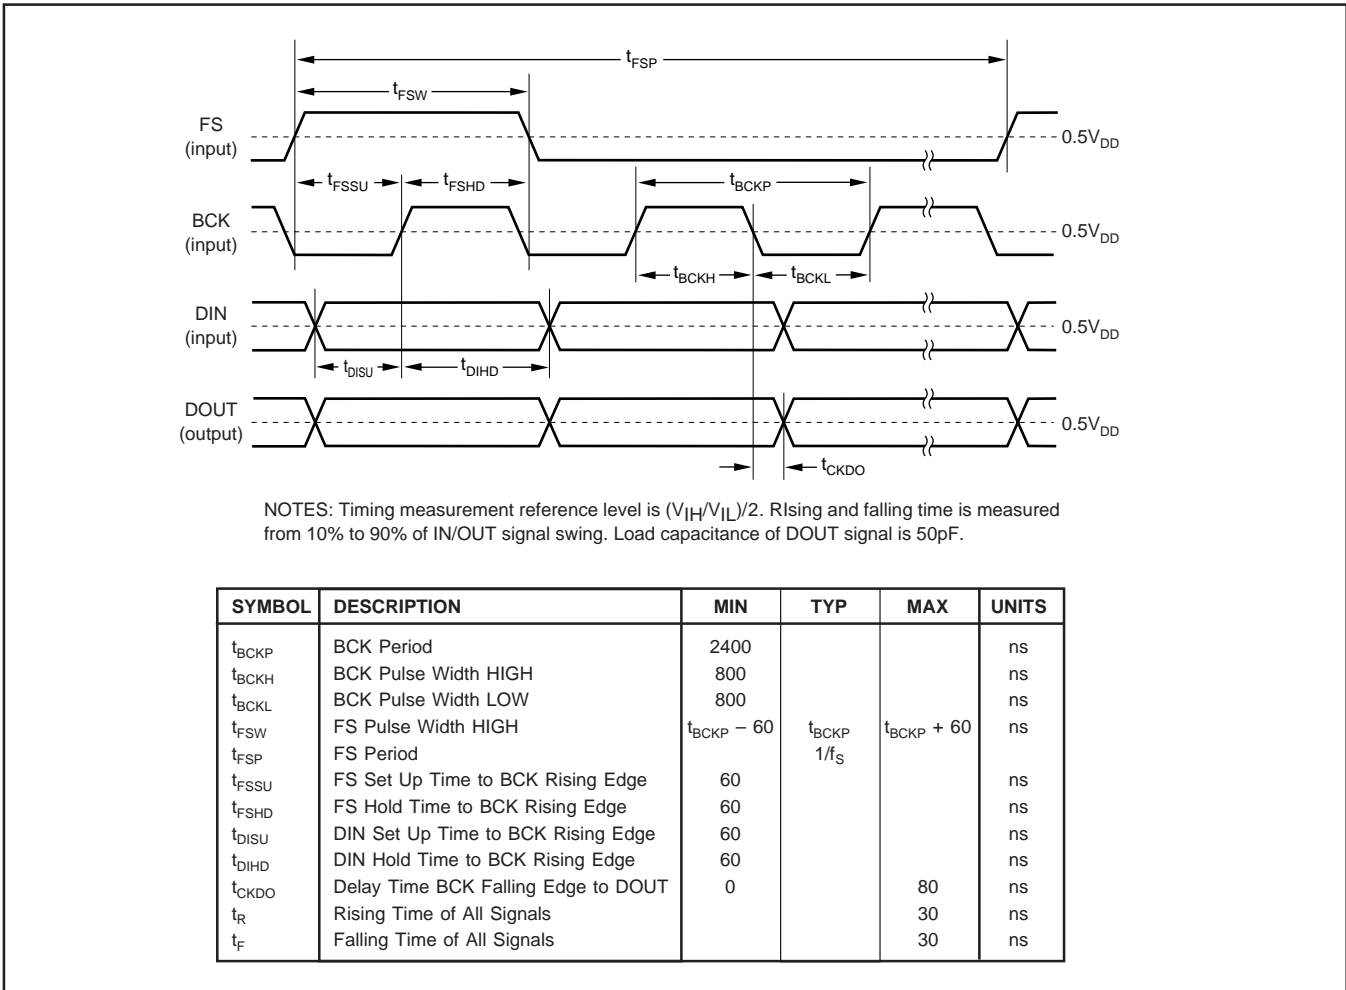 tFSP
tFSW
FS
(input)
0.5VDD
tFSSU
tFSHD
tBCKP
BCK
(input)
0.5VDD
tBCKH
tBCKL
DIN
(input)
0.5VDD
tDISU
tDIHD
DOUT
(output)
0.5VDD
tCKDO
NOTES: Timing measurement reference level is (VIH/VIL)/2. RIsing and falling time is measured
from 10% to 90% of IN/OUT signal swing. Load capacitance of DOUT signal is 50pF.
SYMBOL DESCRIPTION MIN TYP MAX UNITS
tBCKP BCK Period 2400 ns
tBCKH BCK Pulse Width HIGH 800 ns
tBCKL BCK Pulse Width LOW 800 ns
tFSW FS Pulse Width HIGH tBCKP – 60 tBCKP tBCKP + 60 ns
tFSP FS Period 1/fS
tFSSU FS Set Up Time to BCK Rising Edge 60 ns
tFSHD FS Hold Time to BCK Rising Edge 60 ns
tDISU DIN Set Up Time to BCK Rising Edge 60 ns
tDIHD DIN Hold Time to BCK Rising Edge 60 ns
tCKDO Delay Time BCK Falling Edge to DOUT 0 80 ns
tR Rising Time of All Signals 30 ns
tF Falling Time of All Signals 30 ns